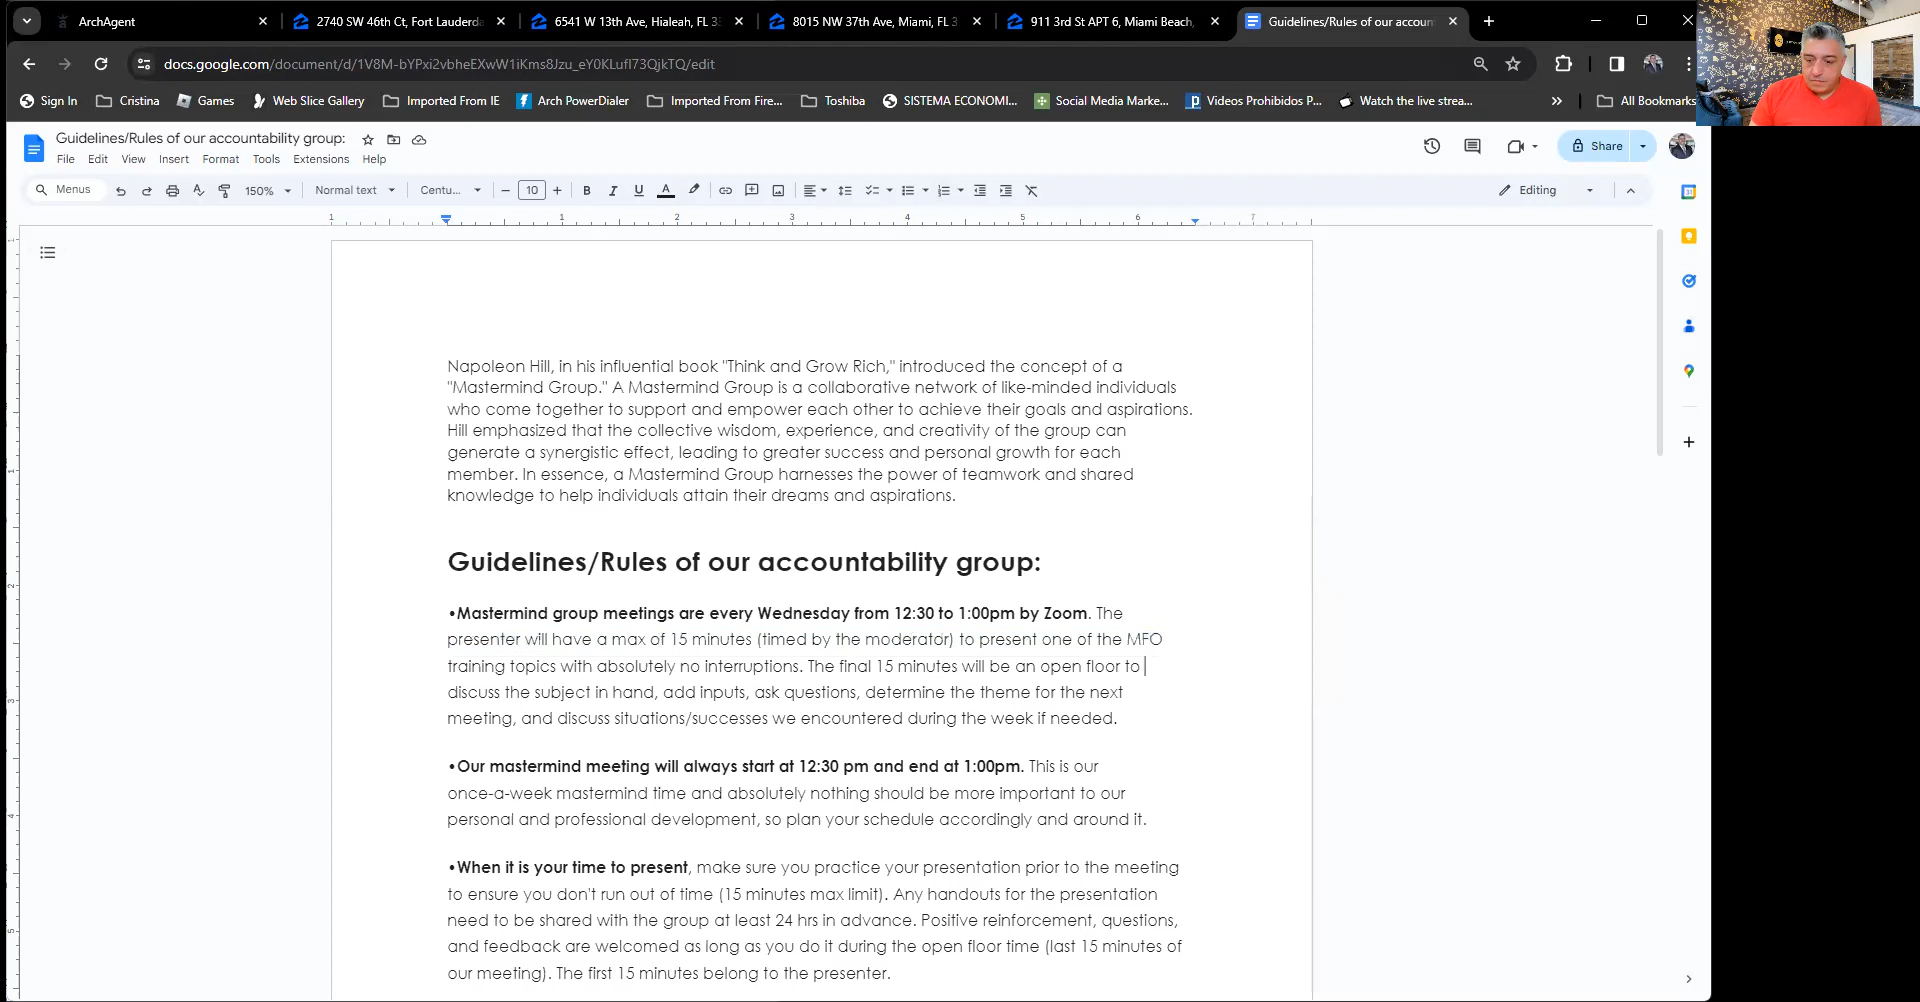 ArchAgent
2740 SW 46th Ct, Fort Lauderda
6541 W 13th Ave, Hialeah, FL 33
8015 NW 37th Ave, Miami, FL 3
911 3rd St APT 6, Miami Beach,
Guidelines/Rules of our accoun
docs.google.com/document/d/1V8M-bYPxi2vbheEXwW1iKms8Jzu_eY0KLufI73QjkTQ/edit
Sign In
Cristina
Games
Web Slice Gallery
Imported From IE
Arch PowerDialer
Imported From Fire...
Toshiba
SISTEMA ECONOMI...
Social Media Marke...
Videos Prohibidos P...
Watch the live strea...
All Bookmarks
Guidelines/Rules of our accountability group:
File Edit View Insert Format Tools Extensions Help
Share
Menus
150%
Normal text
Centu...
10
Editing
1 1 2 3 4 5 6 7
Napoleon Hill, in his influential book "Think and Grow Rich," introduced the concept of a
"Mastermind Group." A Mastermind Group is a collaborative network of like-minded individuals
who come together to support and empower each other to achieve their goals and aspirations.
Hill emphasized that the collective wisdom, experience, and creativity of the group can
generate a synergistic effect, leading to greater success and personal growth for each
member. In essence, a Mastermind Group harnesses the power of teamwork and shared
knowledge to help individuals attain their dreams and aspirations.
Guidelines/Rules of our accountability group:
•Mastermind group meetings are every Wednesday from 12:30 to 1:00pm by Zoom. The
presenter will have a max of 15 minutes (timed by the moderator) to present one of the MFO
training topics with absolutely no interruptions. The final 15 minutes will be an open floor to
discuss the subject in hand, add inputs, ask questions, determine the theme for the next
meeting, and discuss situations/successes we encountered during the week if needed.
•Our mastermind meeting will always start at 12:30 pm and end at 1:00pm. This is our
once-a-week mastermind time and absolutely nothing should be more important to our
personal and professional development, so plan your schedule accordingly and around it.
•When it is your time to present, make sure you practice your presentation prior to the meeting
to ensure you don't run out of time (15 minutes max limit). Any handouts for the presentation
need to be shared with the group at least 24 hrs in advance. Positive reinforcement, questions,
and feedback are welcomed as long as you do it during the open floor time (last 15 minutes of
our meeting). The first 15 minutes belong to the presenter.